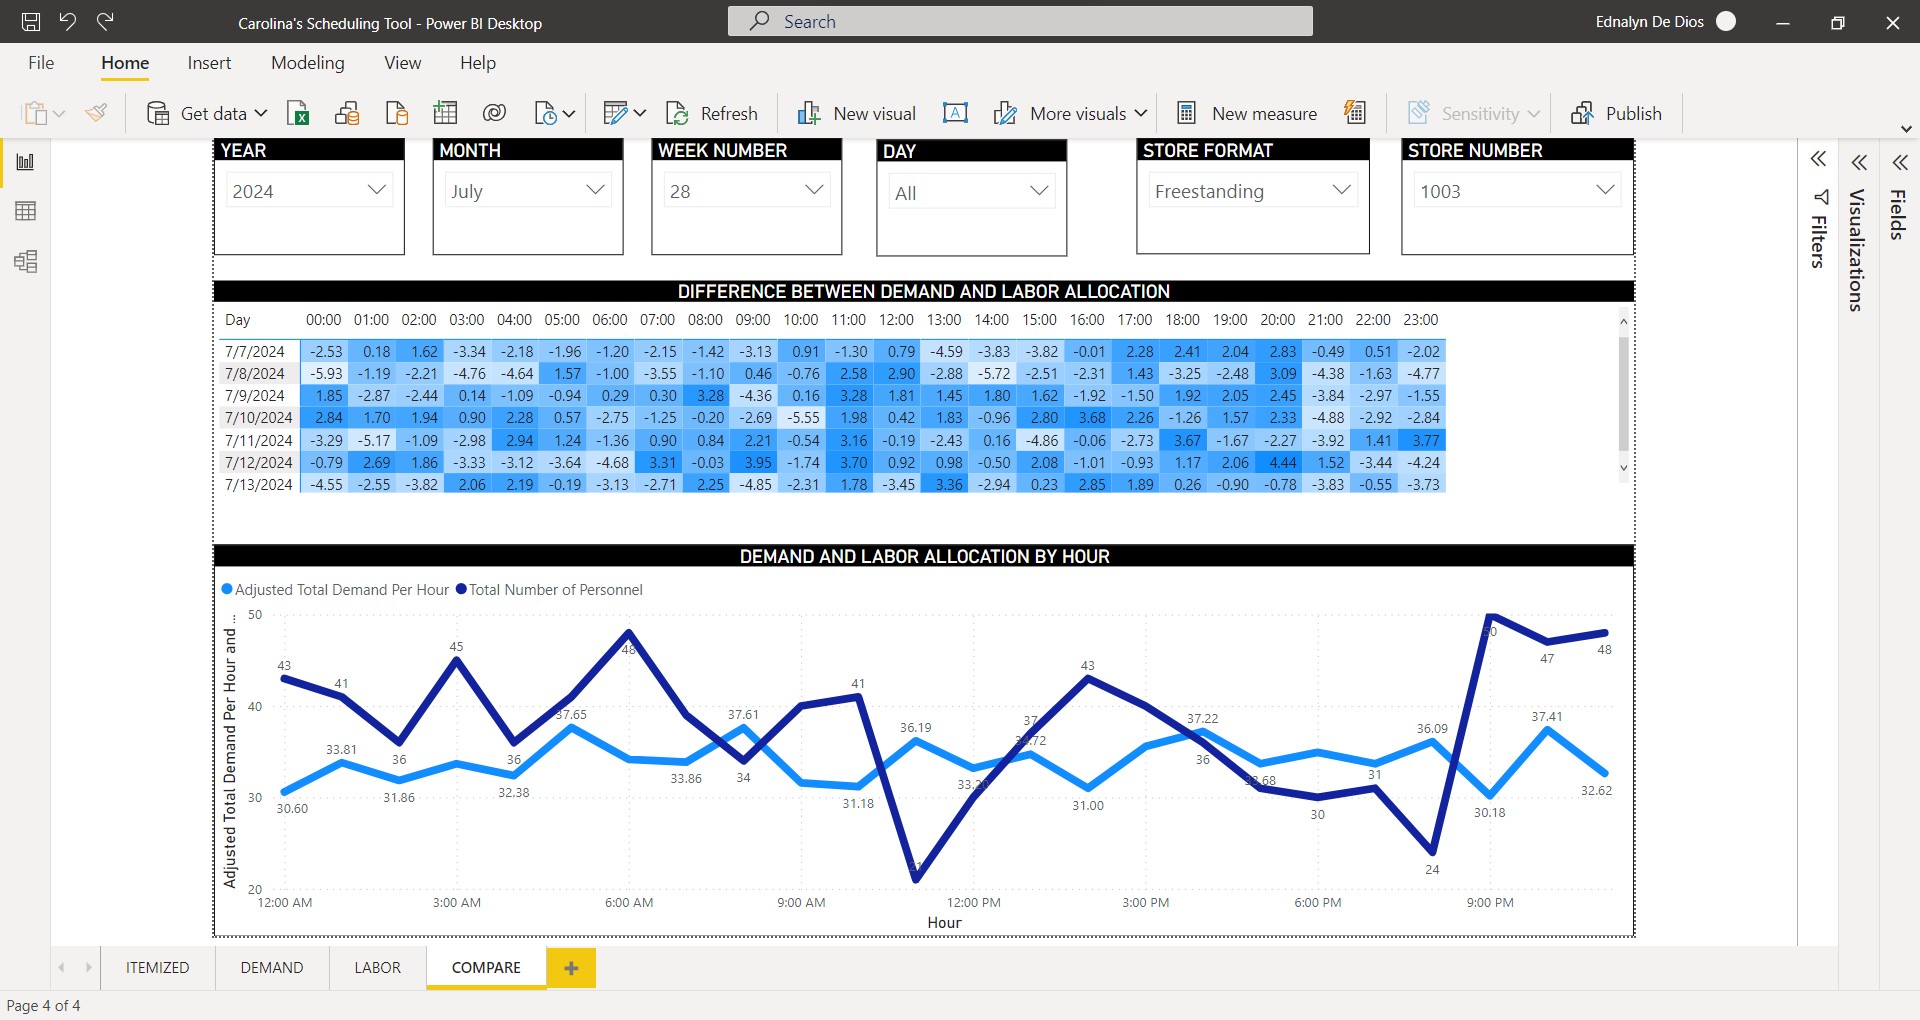 Carolina's Scheduling Tool - Power BI Desktop
Search
Ednalyn De Dios
File Home Insert Modeling View Help
Get data Refresh New visual More visuals New measure Sensitivity Publish
YEAR MONTH WEEK NUMBER DAY STORE FORMAT STORE NUMBER
2024 July 28 All Freestanding 1003
Filters
Visualizations
Fields
DIFFERENCE BETWEEN DEMAND AND LABOR ALLOCATION
Day 00:00 01:00 02:00 03:00 04:00 05:00 06:00 07:00 08:00 09:00 10:00 11:00 12:00 13:00 14:00 15:00 16:00 17:00 18:00 19:00 20:00 21:00 22:00 23:00
7/7/2024 -2.53 0.18 1.62 -3.34 -2.18 -1.96 -1.20 -2.15 -1.42 -3.13 0.91 -1.30 0.79 -4.59 -3.83 -3.82 -0.01 2.28 2.41 2.04 2.83 -0.49 0.51 -2.02
7/8/2024 -5.93 -1.19 -2.21 -4.76 -4.64 1.57 -1.00 -3.55 -1.10 0.46 -0.76 2.58 2.90 -2.88 -5.72 -2.51 -2.31 1.43 -3.25 -2.48 3.09 -4.38 -1.63 -4.77
7/9/2024 1.85 -2.87 -2.44 0.14 -1.09 -0.94 0.29 0.30 3.28 -4.36 0.16 3.28 1.81 1.45 1.80 1.62 -1.92 -1.50 1.92 2.05 2.45 -3.84 -2.97 -1.55
7/10/2024 2.84 1.70 1.94 0.90 2.28 0.57 -2.75 -1.25 -0.20 -2.69 -5.55 1.98 0.42 1.83 -0.96 2.80 3.68 2.26 -1.26 1.57 2.33 -4.88 -2.92 -2.84
7/11/2024 -3.29 -5.17 -1.09 -2.98 2.94 1.24 -1.36 0.90 0.84 2.21 -0.54 3.16 -0.19 -2.43 0.16 -4.86 -0.06 -2.73 3.67 -1.67 -2.27 -3.92 1.41 3.77
7/12/2024 -0.79 2.69 1.86 -3.33 -3.12 -3.64 -4.68 3.31 -0.03 3.95 -1.74 3.70 0.92 0.98 -0.50 2.08 -1.01 -0.93 1.17 2.06 4.44 1.52 -3.44 -4.24
7/13/2024 -4.55 -2.55 -3.82 2.06 2.19 -0.19 -3.13 -2.71 2.25 -4.85 -2.31 1.78 -3.45 3.36 -2.94 0.23 2.85 1.89 0.26 -0.90 -0.78 -3.83 -0.55 -3.73
DEMAND AND LABOR ALLOCATION BY HOUR
Adjusted Total Demand Per Hour Total Number of Personnel
Adjusted Total Demand Per Hour and ...
50
40
30
20
43 41 36 45 36 48 34 41 37 43 36 30 31 24 50 47 48
30.60 33.81 31.86 32.38 37.65 33.86 37.61 31.18 36.19 31.00 37.22 36.09 30.18 37.41 32.62
12:00 AM 3:00 AM 6:00 AM 9:00 AM 12:00 PM 3:00 PM 6:00 PM 9:00 PM
Hour
ITEMIZED DEMAND LABOR COMPARE
Page 4 of 4